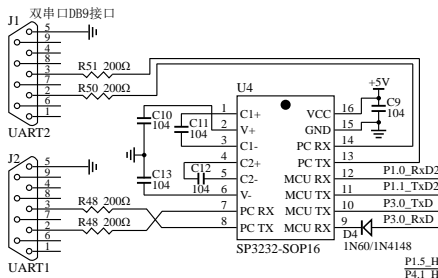 双串口DB9接口
J1
5
9
4
8
3
7
2
6
1
UART2
R51 200Ω
R50 200Ω
J2
5
9
4
8
3
7
2
6
1
UART1
R48 200Ω
R48 200Ω
C10
104
C11
104
C12
104
C13
104
U4
1 C1+
2 V+
3 C1-
4 C2+
5 C2-
6 V-
7 PC RX
8 PC TX
VCC 16
GND 15
PC RX 14
PC TX 13
MCU RX 12
MCU TX 11
MCU TX 10
MCU RX 9
SP3232-SOP16
+5V
C9
104
P1.0_RxD2
P1.1_TxD2
P3.0_TxD
P3.0_RxD
D4
1N60/1N4148
P1.5_H
P4.1_H